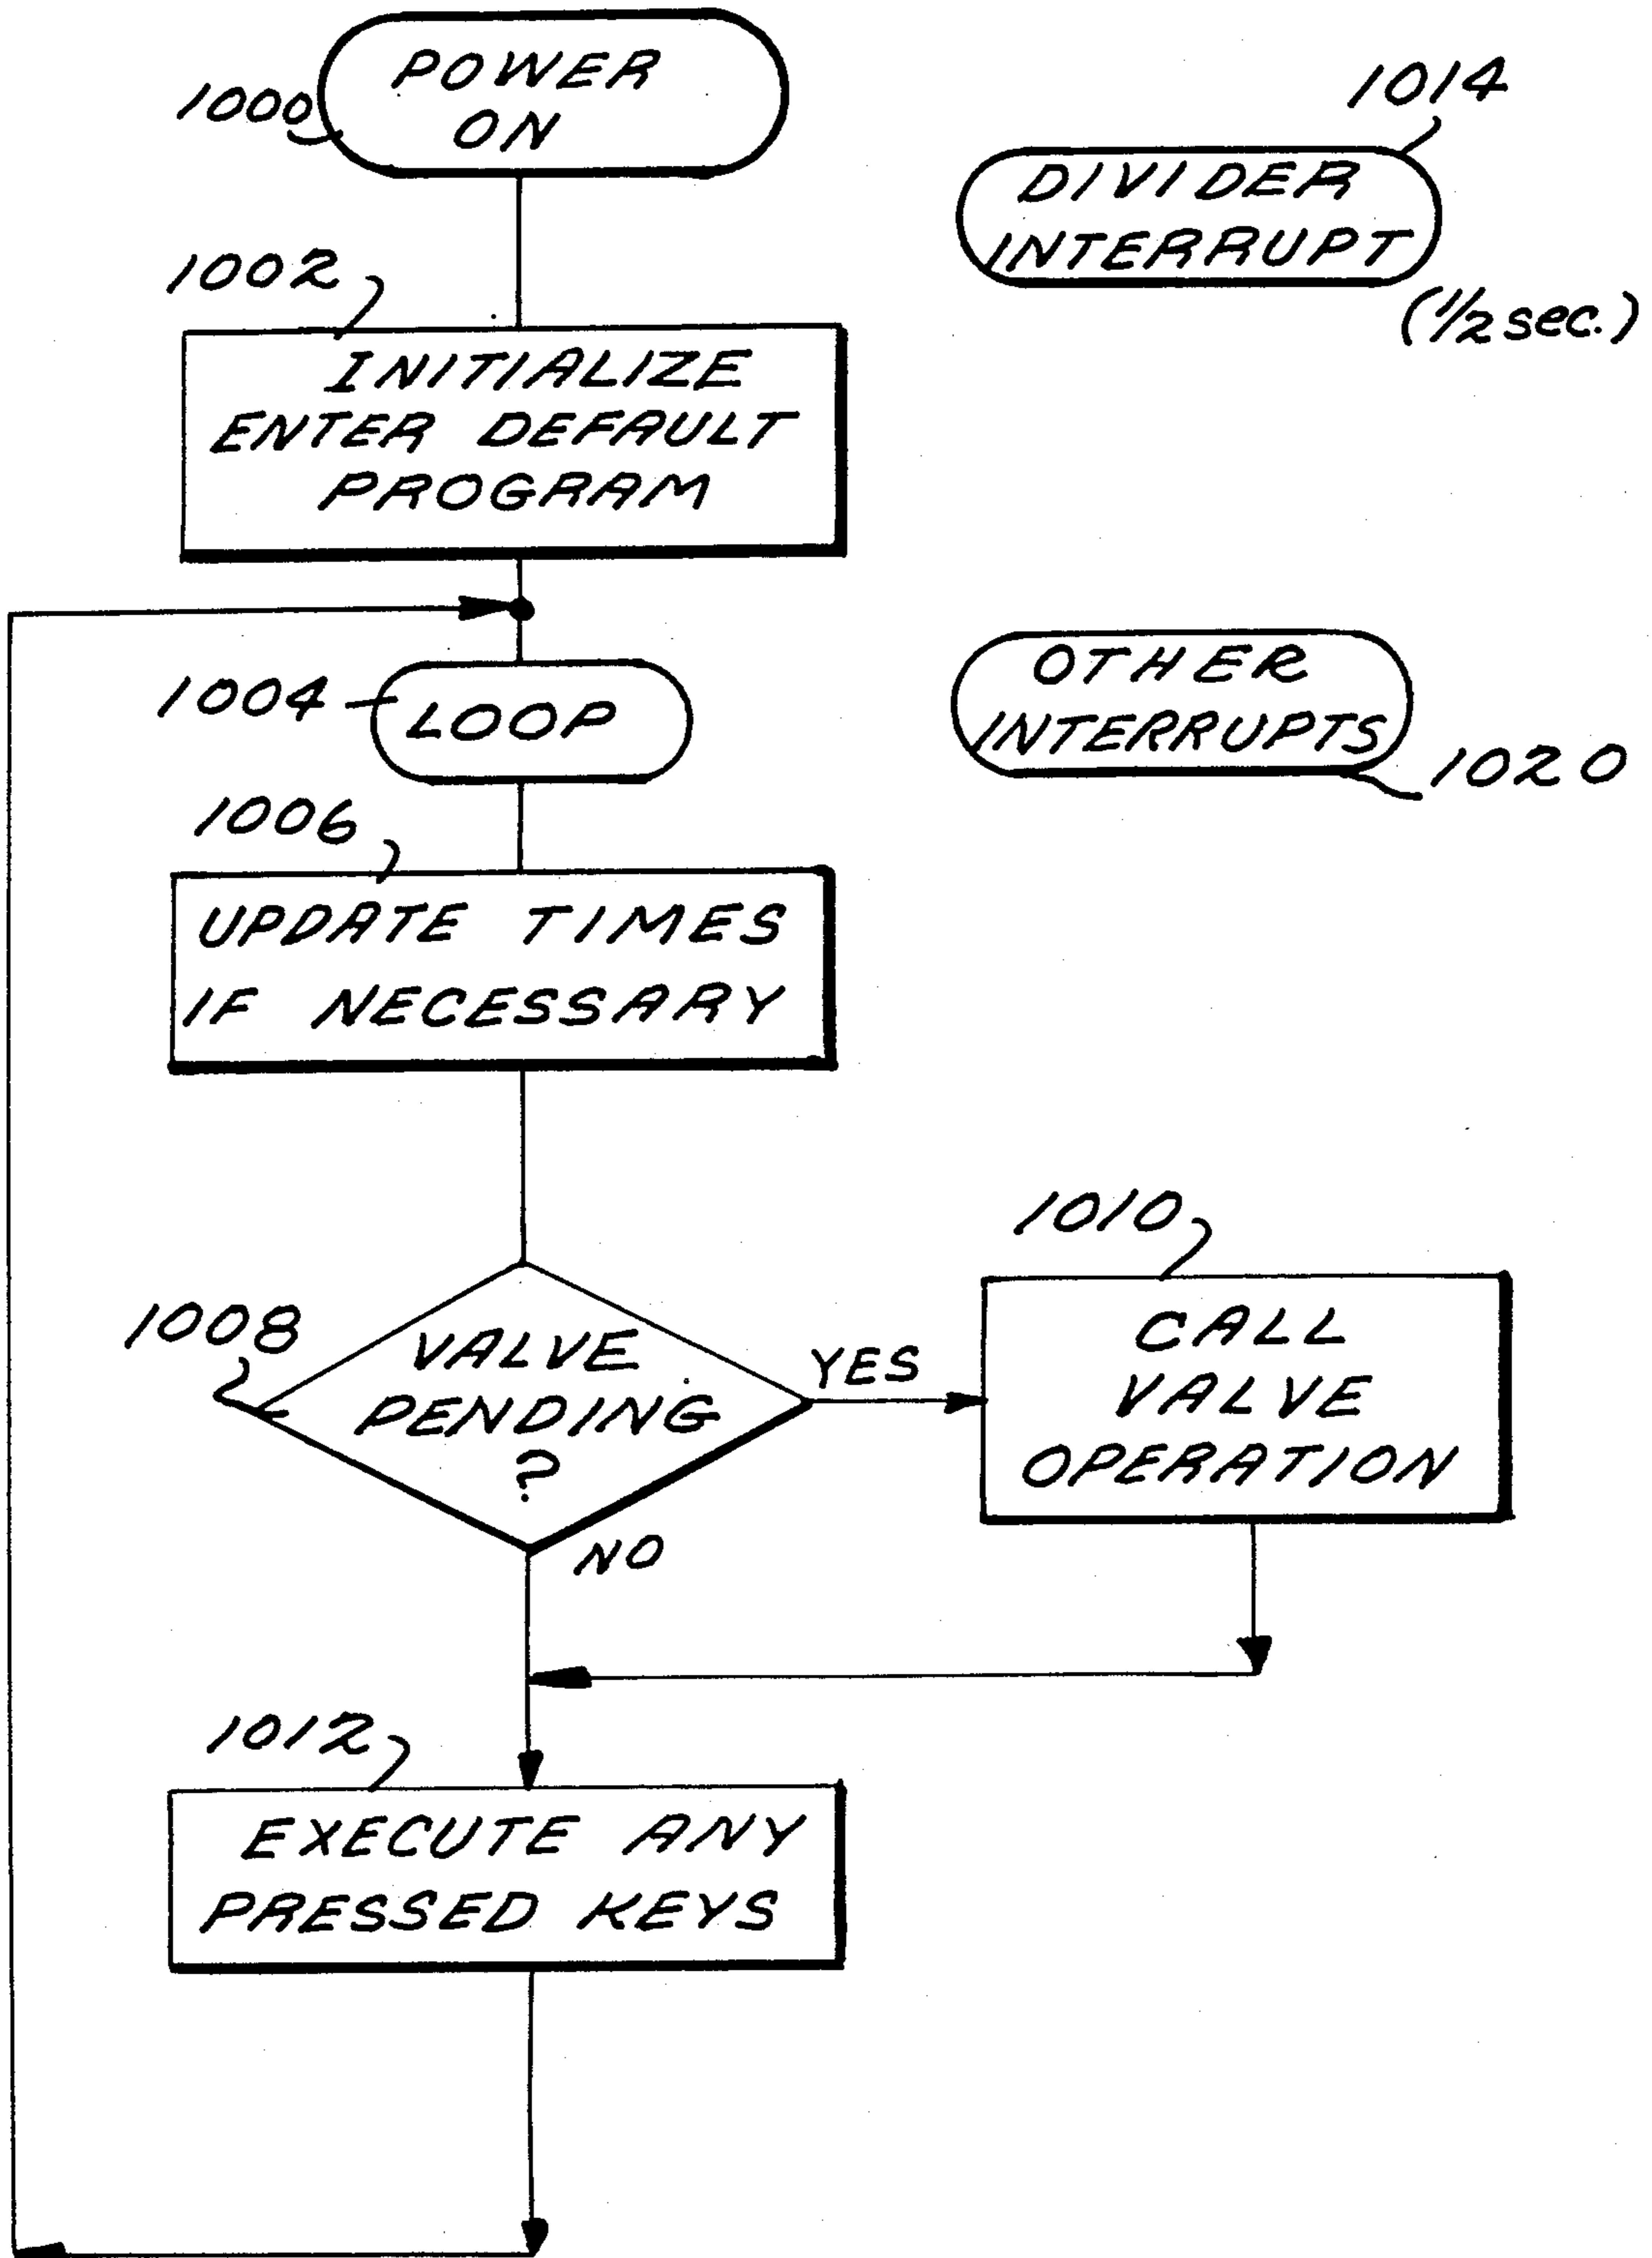 POWER
ON
1000
1014
DIVIDER
INTERRUPT
(1/2 sec.)
1002
INITIALIZE
ENTER DEFAULT
PROGRAM
1004
LOOP
OTHER
INTERRUPTS
1020
1006
UPDATE TIMES
IF NECESSARY
1008
VALVE
PENDING
?
YES
NO
1010
CALL
VALVE
OPERATION
1012
EXECUTE ANY
PRESSED KEYS